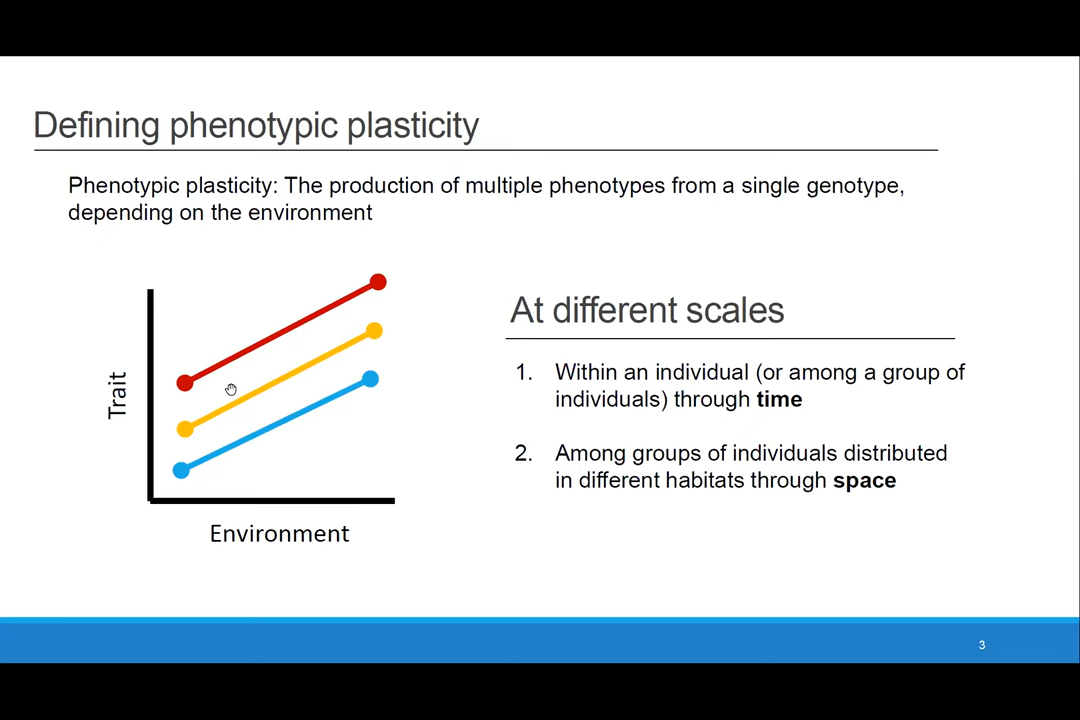 Defining phenotypic plasticity
Phenotypic plasticity: The production of multiple phenotypes from a single genotype,
depending on the environment
Trait
Environment
At different scales
1. Within an individual (or among a group of
individuals) through time
2. Among groups of individuals distributed
in different habitats through space
3